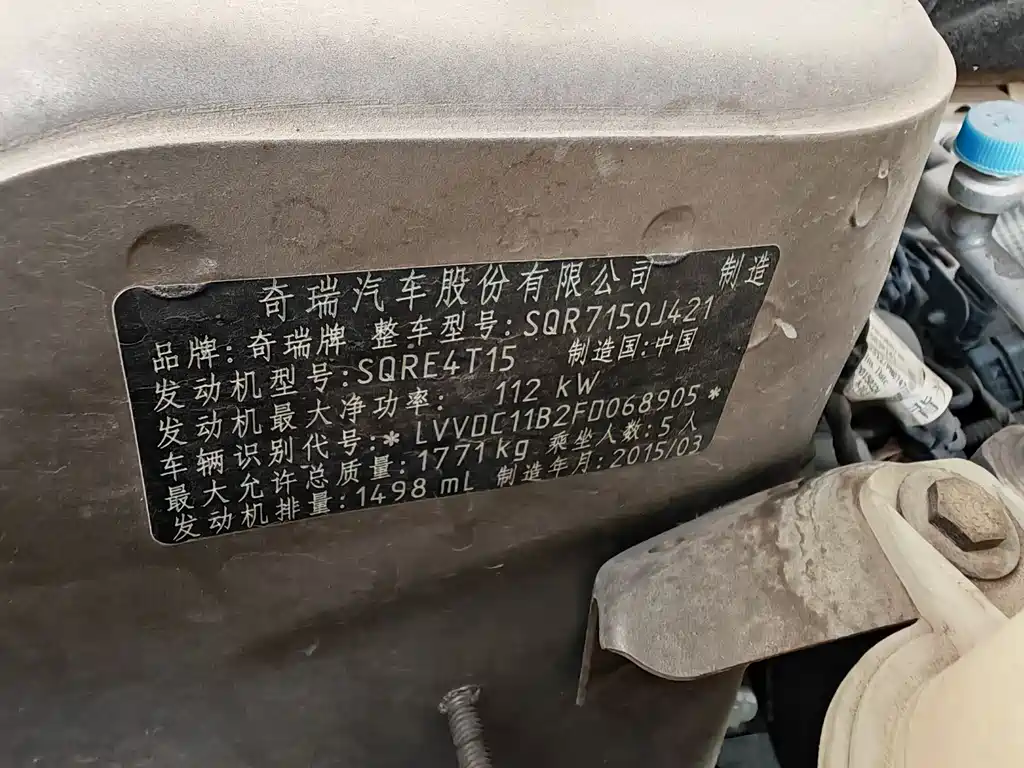 奇瑞汽车股份有限公司 制造
品牌:奇瑞牌 整车型号:SQR7150J421
发动机型号:SQRE4T15 制造国:中国
发动机最大净功率: 112 kW
车辆识别代号:* LVVDC11B2FD068905 *
最大允许总质量:1771kg 乘坐人数:5人
发动机排量:1498 mL 制造年月:2015/03